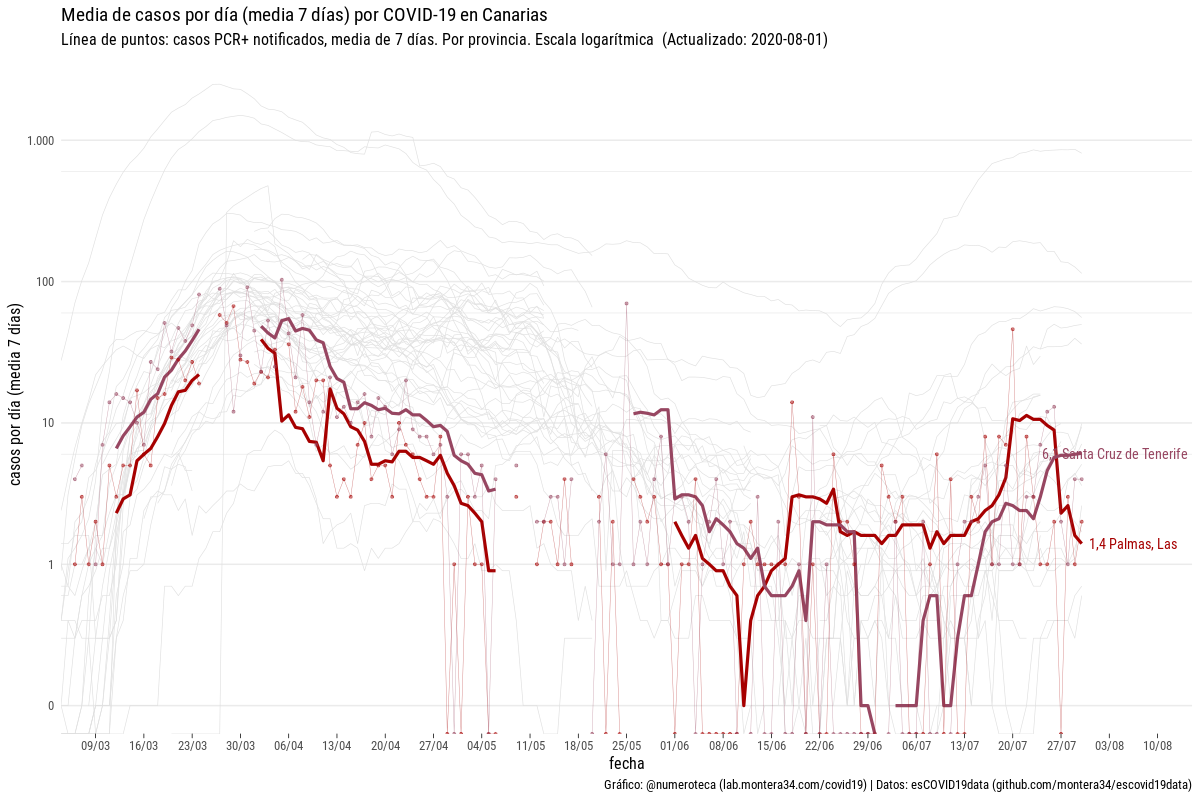 Media de casos por día (media 7 días) por COVID-19 en Canarias
Línea de puntos: casos PCR+ notificados, media de 7 días. Por provincia. Escala logarítmica  (Actualizado: 2020-08-01)
casos por día (media 7 días)
1.000
100
10
1
0
Santa Cruz de Tenerife
1,4 Palmas, Las
09/03 16/03 23/03 30/03 06/04 13/04 20/04 27/04 04/05 11/05 18/05 25/05 01/06 08/06 15/06 22/06 29/06 06/07 13/07 20/07 27/07 03/08 10/08
fecha
Gráfico: @numeroteca (lab.montera34.com/covid19) | Datos: esCOVID19data (github.com/montera34/escovid19data)